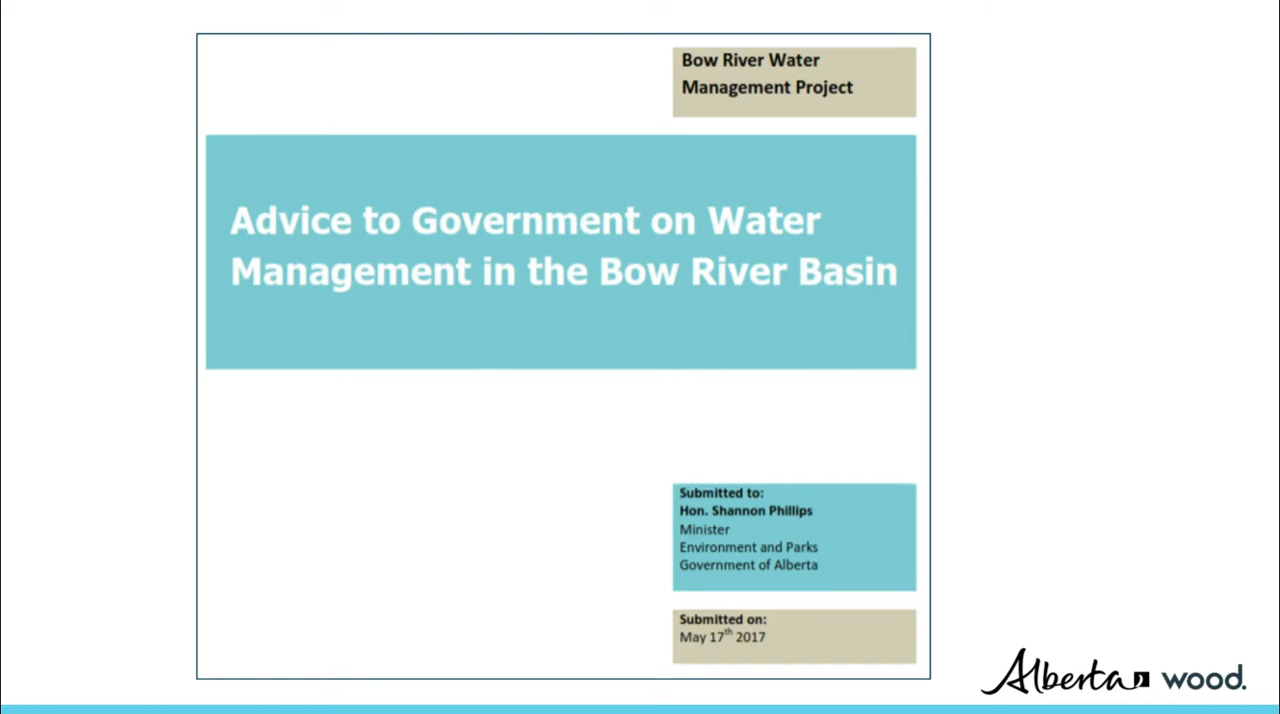 Bow River Water
Management Project
Advice to Government on Water
Management in the Bow River Basin
Submitted to:
Hon. Shannon Phillips
Minister
Environment and Parks
Government of Alberta
Submitted on:
May 17th 2017
Alberta wood.